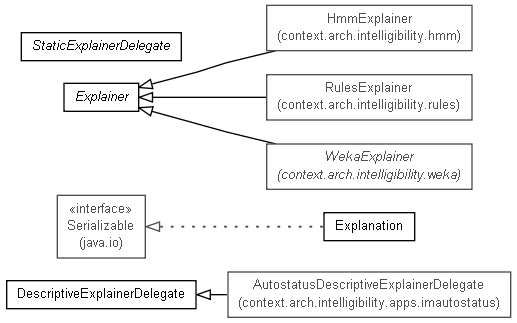 HmmExplainer
(context.arch.intelligibility.hmm)
StaticExplainerDelegate
Explainer
RulesExplainer
(context.arch.intelligibility.rules)
WekaExplainer
(context.arch.intelligibility.weka)
«interface»
Serializable
(java.io)
Explanation
DescriptiveExplainerDelegate
AutostatusDescriptiveExplainerDelegate
(context.arch.intelligibility.apps.imautostatus)